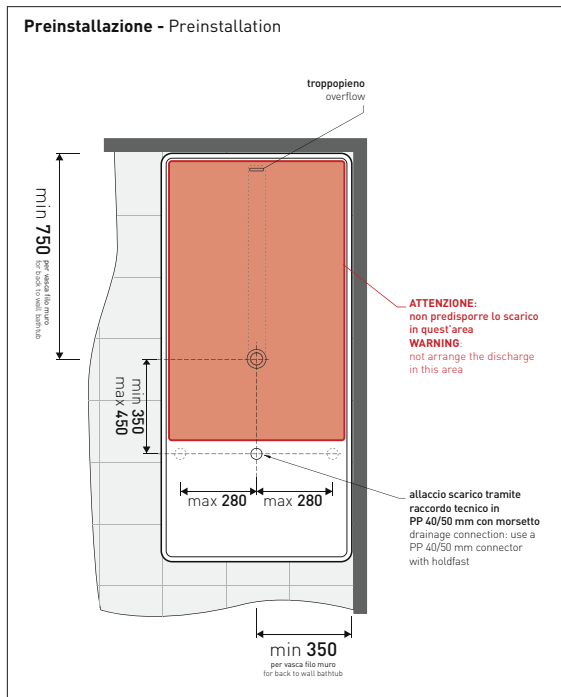 Preinstallazione - Preinstallation
troppopieno
overflow
min 750
per vasca filo muro
for back to wall bathtub
ATTENZIONE:
non predisporre lo scarico
in quest'area
WARNING:
not arrange the discharge
in this area
min 350
max 450
max 280
max 280
allaccio scarico tramite
raccordo tecnico in
PP 40/50 mm con morsetto
drainage connection: use a
PP 40/50 mm connector
with holdfast
min 350
per vasca filo muro
for back to wall bathtub